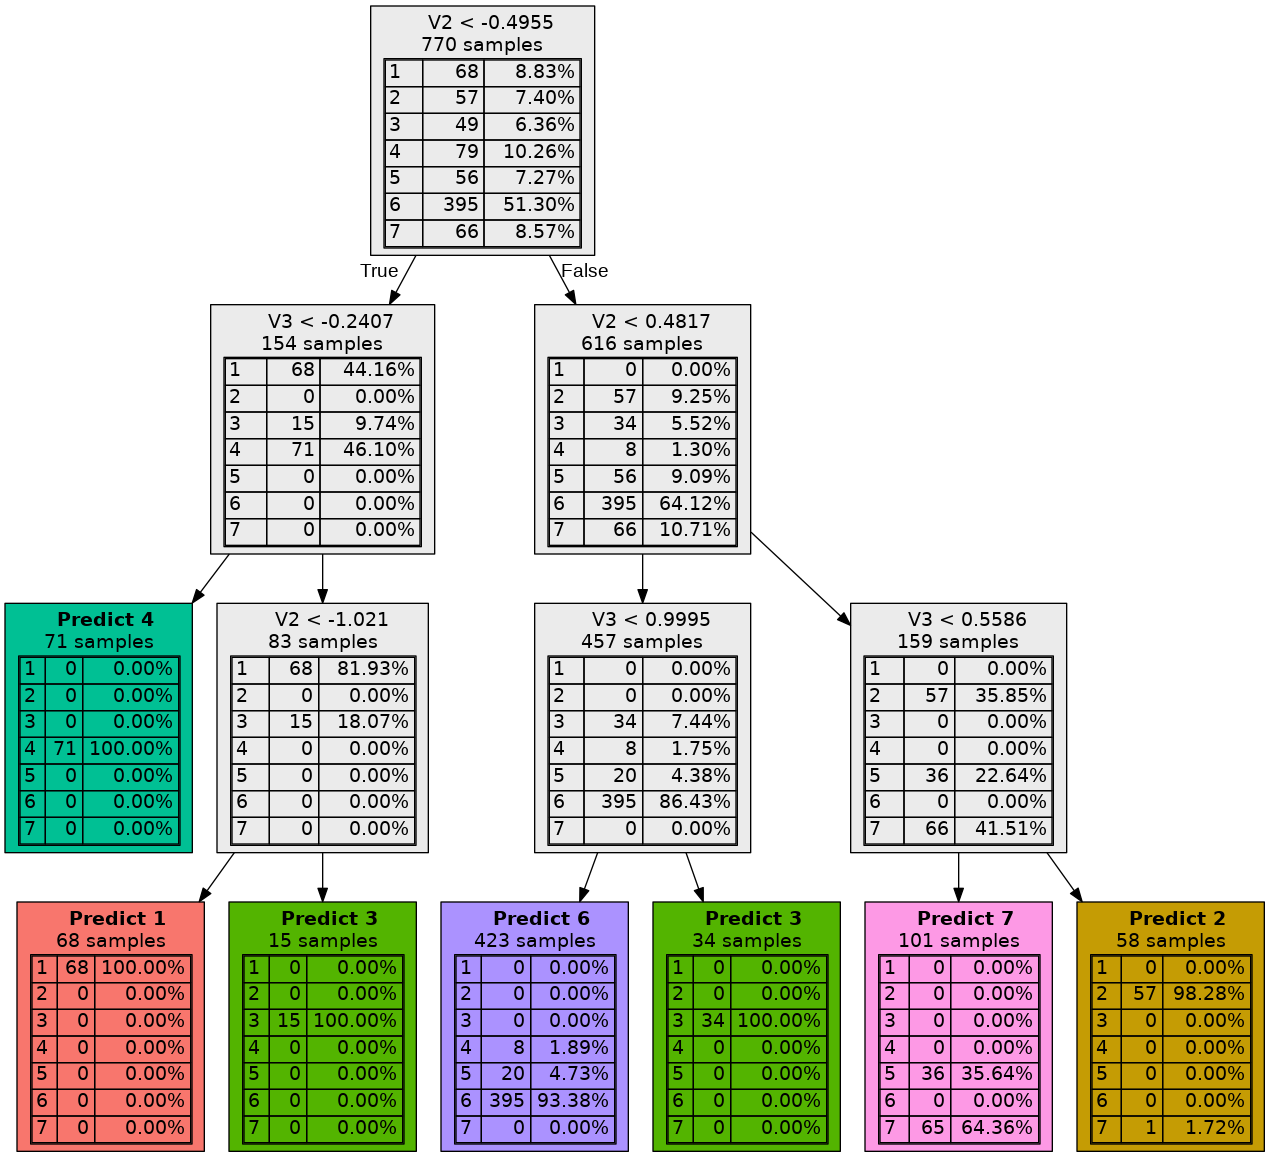 V2 < -0.4955
770 samples
1 68 8.83%
2 57 7.40%
3 49 6.36%
4 79 10.26%
5 56 7.27%
6 395 51.30%
7 66 8.57%
True
False
V3 < -0.2407
154 samples
1 68 44.16%
2 0 0.00%
3 15 9.74%
4 71 46.10%
5 0 0.00%
6 0 0.00%
7 0 0.00%
V2 < 0.4817
616 samples
1 0 0.00%
2 57 9.25%
3 34 5.52%
4 8 1.30%
5 56 9.09%
6 395 64.12%
7 66 10.71%
Predict 4
71 samples
1 0 0.00%
2 0 0.00%
3 0 0.00%
4 71 100.00%
5 0 0.00%
6 0 0.00%
7 0 0.00%
V2 < -1.021
83 samples
1 68 81.93%
2 0 0.00%
3 15 18.07%
4 0 0.00%
5 0 0.00%
6 0 0.00%
7 0 0.00%
V3 < 0.9995
457 samples
1 0 0.00%
2 0 0.00%
3 34 7.44%
4 8 1.75%
5 20 4.38%
6 395 86.43%
7 0 0.00%
V3 < 0.5586
159 samples
1 0 0.00%
2 57 35.85%
3 0 0.00%
4 0 0.00%
5 36 22.64%
6 0 0.00%
7 66 41.51%
Predict 1
68 samples
1 68 100.00%
2 0 0.00%
3 0 0.00%
4 0 0.00%
5 0 0.00%
6 0 0.00%
7 0 0.00%
Predict 3
15 samples
1 0 0.00%
2 0 0.00%
3 15 100.00%
4 0 0.00%
5 0 0.00%
6 0 0.00%
7 0 0.00%
Predict 6
423 samples
1 0 0.00%
2 0 0.00%
3 0 0.00%
4 8 1.89%
5 20 4.73%
6 395 93.38%
7 0 0.00%
Predict 3
34 samples
1 0 0.00%
2 0 0.00%
3 34 100.00%
4 0 0.00%
5 0 0.00%
6 0 0.00%
7 0 0.00%
Predict 7
101 samples
1 0 0.00%
2 0 0.00%
3 0 0.00%
4 0 0.00%
5 36 35.64%
6 0 0.00%
7 65 64.36%
Predict 2
58 samples
1 0 0.00%
2 57 98.28%
3 0 0.00%
4 0 0.00%
5 0 0.00%
6 0 0.00%
7 1 1.72%